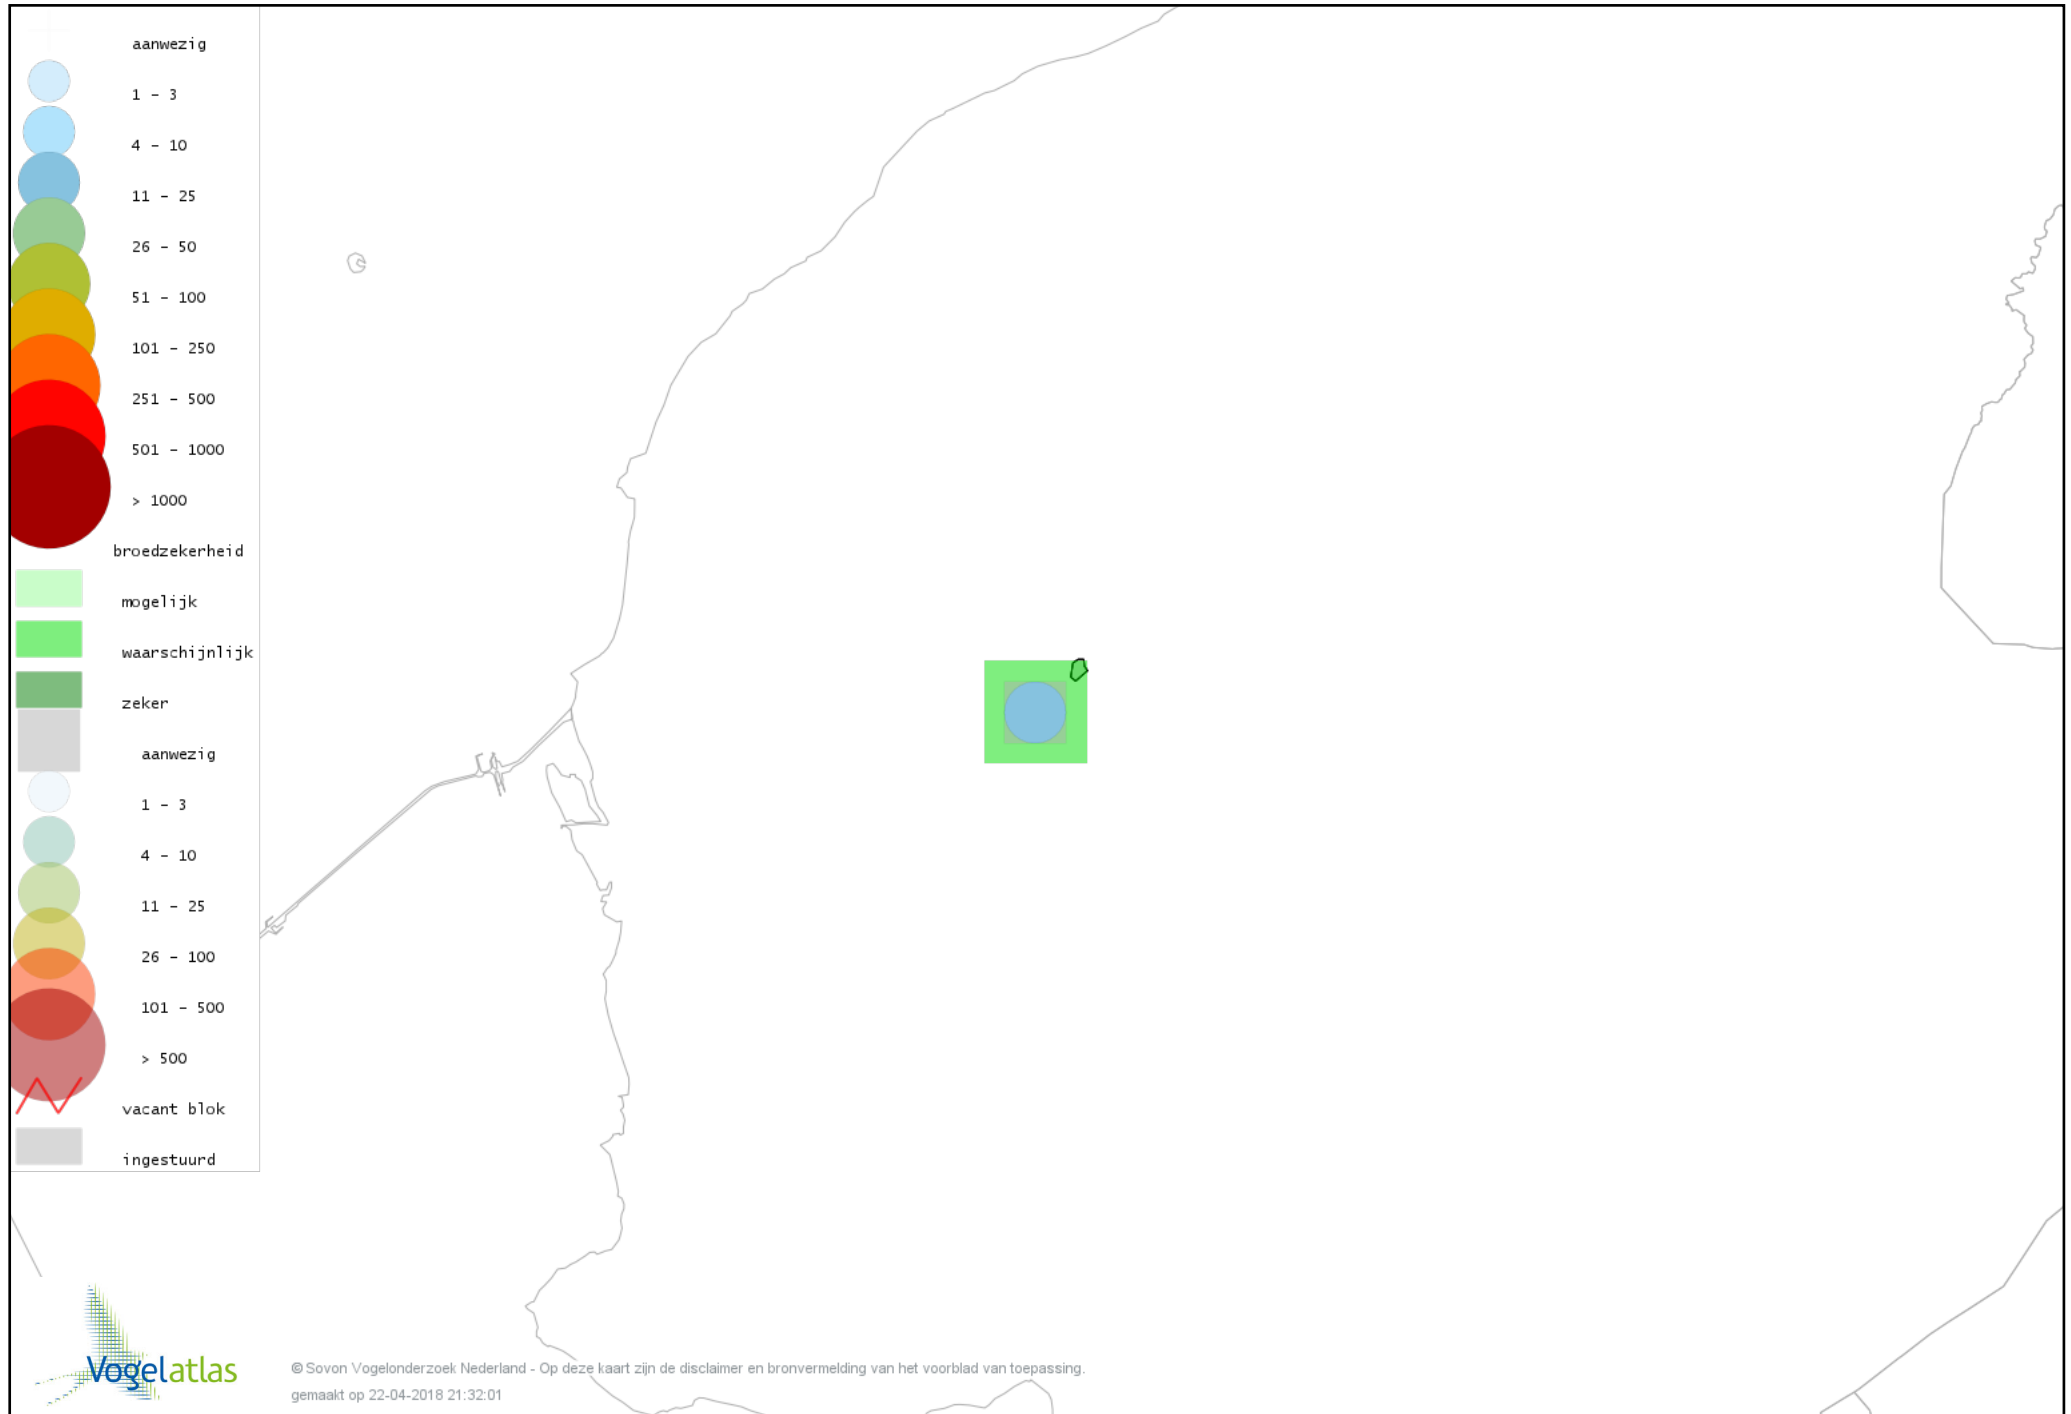 aanwezig
1 - 3
4 - 10
11 - 25
26 - 50
51 - 100
101 - 250
251 - 500
501 - 1000
> 1000
broedzekerheid
mogelijk
waarschijnlijk
zeker
aanwezig
1 - 3
4 - 10
11 - 25
26 - 100
101 - 500
> 500
vacant blok
ingestuurd
Vogelatlas
© Sovon Vogelonderzoek Nederland - Op deze kaart zijn de disclaimer en bronvermelding van het voorblad van toepassing.
gemaakt op 22-04-2018 21:32:01